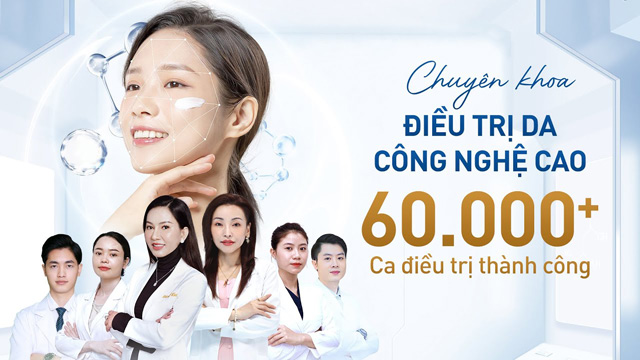 Chuyên khoa
ĐIỀU TRỊ DA
CÔNG NGHỆ CAO
60.000+
Ca điều trị thành công